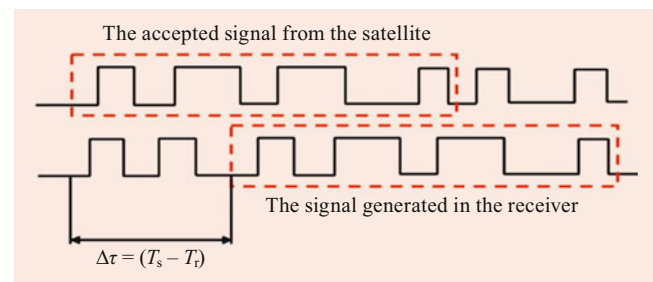 The accepted signal from the satellite
The signal generated in the receiver
Δτ = (Tₛ – Tᵣ)